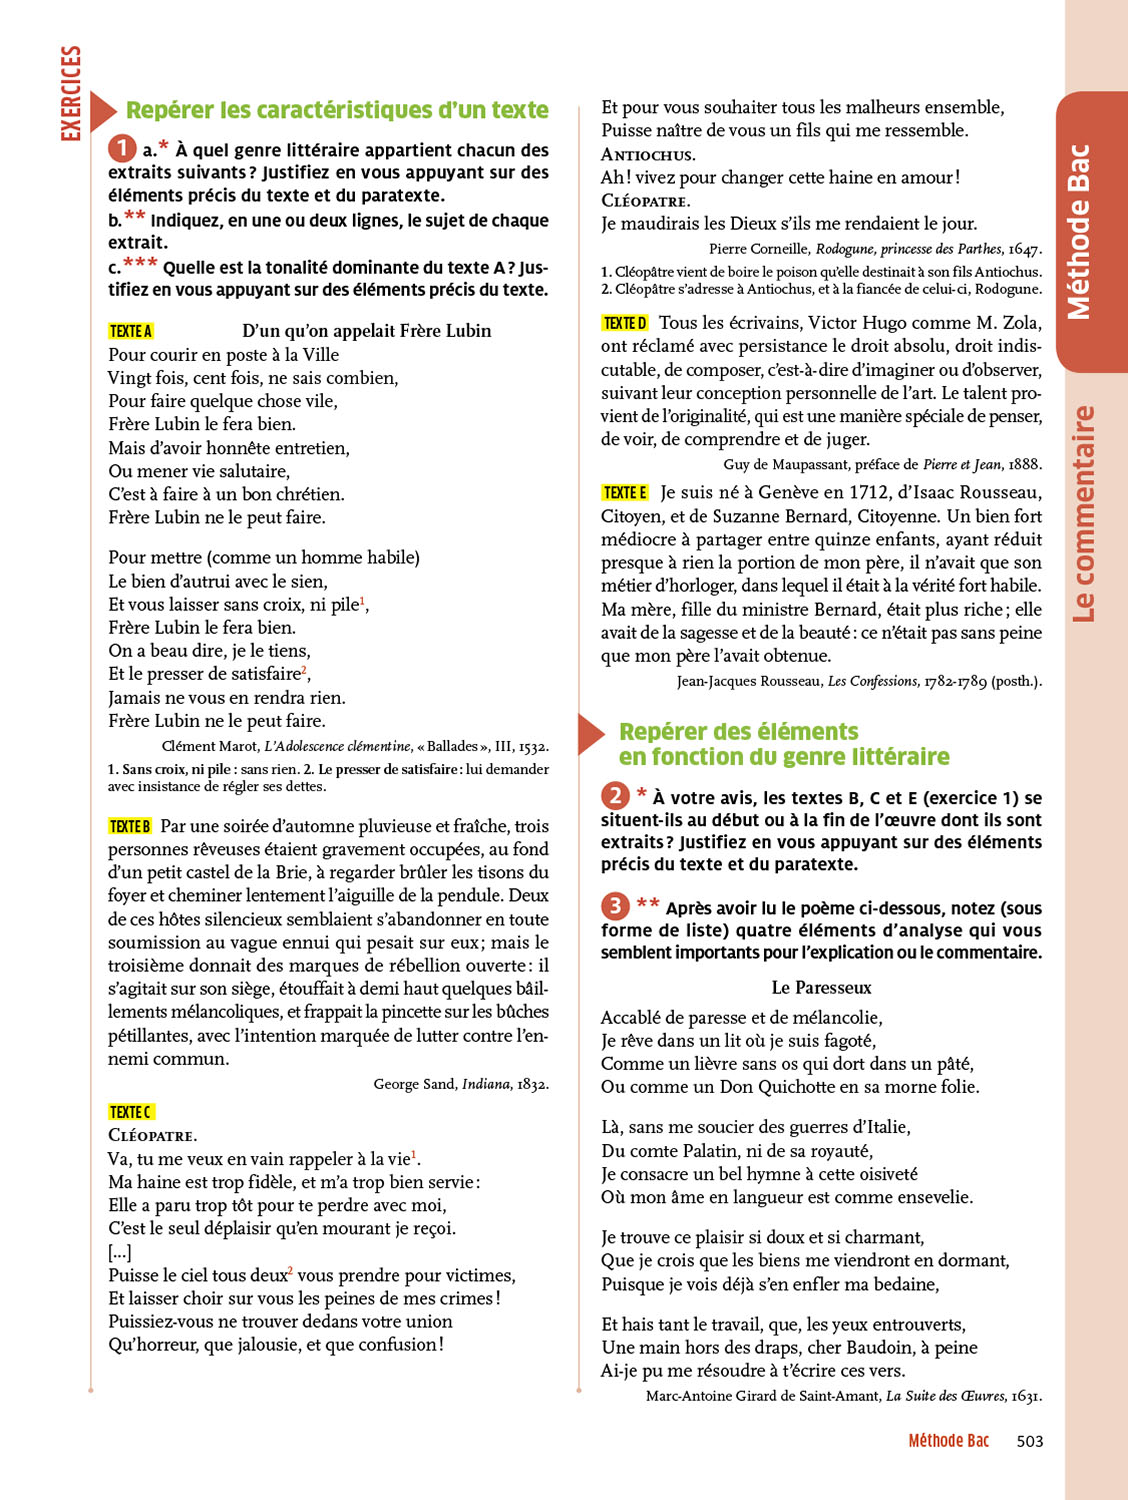 EXERCICES
Repérer les caractéristiques d'un texte
1 a.* À quel genre littéraire appartient chacun des
extraits suivants ? Justifiez en vous appuyant sur des
éléments précis du texte et du paratexte.
b.** Indiquez, en une ou deux lignes, le sujet de chaque
extrait.
c.*** Quelle est la tonalité dominante du texte A ? Jus-
tifiez en vous appuyant sur des éléments précis du texte.
TEXTE A D'un qu'on appelait Frère Lubin
Pour courir en poste à la Ville
Vingt fois, cent fois, ne sais combien,
Pour faire quelque chose vile,
Frère Lubin le fera bien.
Mais d'avoir honnête entretien,
Ou mener vie salutaire,
C'est à faire à un bon chrétien.
Frère Lubin ne le peut faire.
Pour mettre (comme un homme habile)
Le bien d'autrui avec le sien,
Et vous laisser sans croix, ni pile1,
Frère Lubin le fera bien.
On a beau dire, je le tiens,
Et le presser de satisfaire2,
Jamais ne vous en rendra rien.
Frère Lubin ne le peut faire.
Clément Marot, L'Adolescence clémentine, « Ballades », III, 1532.
1. Sans croix, ni pile : sans rien. 2. Le presser de satisfaire : lui demander
avec insistance de régler ses dettes.
TEXTE B Par une soirée d'automne pluvieuse et fraîche, trois
personnes rêveuses étaient gravement occupées, au fond
d'un petit castel de la Brie, à regarder brûler les tisons du
foyer et cheminer lentement l'aiguille de la pendule. Deux
de ces hôtes silencieux semblaient s'abandonner en toute
soumission au vague ennui qui pesait sur eux ; mais le
troisième donnait des marques de rébellion ouverte : il
s'agitait sur son siège, étouffait à demi haut quelques bâil-
lements mélancoliques, et frappait la pincette sur les bûches
pétillantes, avec l'intention marquée de lutter contre l'en-
nemi commun.
George Sand, Indiana, 1832.
TEXTE C
CLÉOPATRE.
Va, tu me veux en vain rappeler à la vie1.
Ma haine est trop fidèle, et m'a trop bien servie :
Elle a paru trop tôt pour te perdre avec moi,
C'est le seul déplaisir qu'en mourant je reçoi.
[...]
Puisse le ciel tous deux2 vous prendre pour victimes,
Et laisser choir sur vous les peines de mes crimes !
Puissiez-vous ne trouver dedans votre union
Qu'horreur, que jalousie, et que confusion !
Et pour vous souhaiter tous les malheurs ensemble,
Puisse naître de vous un fils qui me ressemble.
ANTIOCHUS.
Ah ! vivez pour changer cette haine en amour !
CLÉOPATRE.
Je maudirais les Dieux s'ils me rendaient le jour.
Pierre Corneille, Rodogune, princesse des Parthes, 1647.
1. Cléopâtre vient de boire le poison qu'elle destinait à son fils Antiochus.
2. Cléopâtre s'adresse à Antiochus, et à la fiancée de celui-ci, Rodogune.
TEXTE D Tous les écrivains, Victor Hugo comme M. Zola,
ont réclamé avec persistance le droit absolu, droit indis-
cutable, de composer, c'est-à-dire d'imaginer ou d'observer,
suivant leur conception personnelle de l'art. Le talent pro-
vient de l'originalité, qui est une manière spéciale de penser,
de voir, de comprendre et de juger.
Guy de Maupassant, préface de Pierre et Jean, 1888.
TEXTE E Je suis né à Genève en 1712, d'Isaac Rousseau,
Citoyen, et de Suzanne Bernard, Citoyenne. Un bien fort
médiocre à partager entre quinze enfants, ayant réduit
presque à rien la portion de mon père, il n'avait que son
métier d'horloger, dans lequel il était à la vérité fort habile.
Ma mère, fille du ministre Bernard, était plus riche ; elle
avait de la sagesse et de la beauté : ce n'était pas sans peine
que mon père l'avait obtenue.
Jean-Jacques Rousseau, Les Confessions, 1782-1789 (posth.).
Repérer des éléments
en fonction du genre littéraire
2 * À votre avis, les textes B, C et E (exercice 1) se
situent-ils au début ou à la fin de l'œuvre dont ils sont
extraits ? Justifiez en vous appuyant sur des éléments
précis du texte et du paratexte.
3 ** Après avoir lu le poème ci-dessous, notez (sous
forme de liste) quatre éléments d'analyse qui vous
semblent importants pour l'explication ou le commentaire.
Le Paresseux
Accablé de paresse et de mélancolie,
Je rêve dans un lit où je suis fagoté,
Comme un lièvre sans os qui dort dans un pâté,
Ou comme un Don Quichotte en sa morne folie.
Là, sans me soucier des guerres d'Italie,
Du comte Palatin, ni de sa royauté,
Je consacre un bel hymne à cette oisiveté
Où mon âme en langueur est comme ensevelie.
Je trouve ce plaisir si doux et si charmant,
Que je crois que les biens me viendront en dormant,
Puisque je vois déjà s'en enfler ma bedaine,
Et hais tant le travail, que, les yeux entrouverts,
Une main hors des draps, cher Baudoin, à peine
Ai-je pu me résoudre à t'écrire ces vers.
Marc-Antoine Girard de Saint-Amant, La Suite des Œuvres, 1631.
Méthode Bac
Le commentaire
Méthode Bac 503